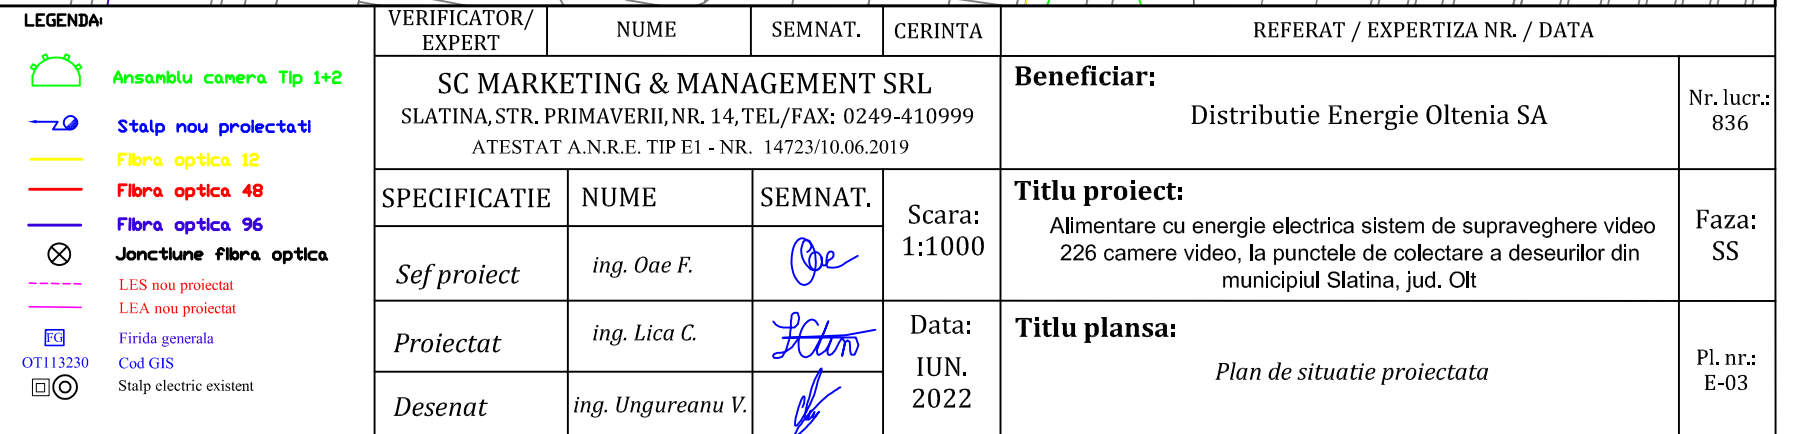 LEGENDA:
Ansamblu camera Tip 1+2
Stalp nou proiectati
Fibra optica 12
Fibra optica 48
Fibra optica 96
Jonctiune fibra optica
LES nou proiectat
LEA nou proiectat
FG Firida generala
OT113230 Cod GIS
Stalp electric existent
VERIFICATOR/
EXPERT
NUME
SEMNAT.
CERINTA
REFERAT / EXPERTIZA NR. / DATA
SC MARKETING & MANAGEMENT SRL
SLATINA, STR. PRIMAVERII, NR. 14, TEL/FAX: 0249-410999
ATESTAT A.N.R.E. TIP E1 - NR. 14723/10.06.2019
Beneficiar:
Distributie Energie Oltenia SA
Nr. lucr.:
836
SPECIFICATIE
NUME
SEMNAT.
Scara:
1:1000
Sef proiect
ing. Oae F.
Oae
Titlu proiect:
Alimentare cu energie electrica sistem de supraveghere video
226 camere video, la punctele de colectare a deseurilor din
municipiul Slatina, jud. Olt
Faza:
SS
Proiectat
ing. Lica C.
Data:
IUN.
2022
Desenat
ing. Ungureanu V.
Titlu plansa:
Plan de situatie proiectata
Pl. nr.:
E-03